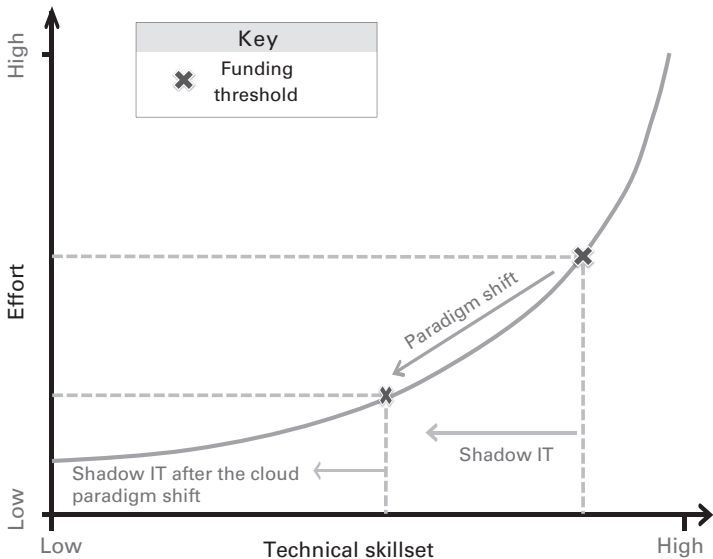 High
Key
Funding
threshold
Effort
Paradigm shift
Shadow IT
Shadow IT after the cloud
paradigm shift
Low
Low
Technical skillset
High